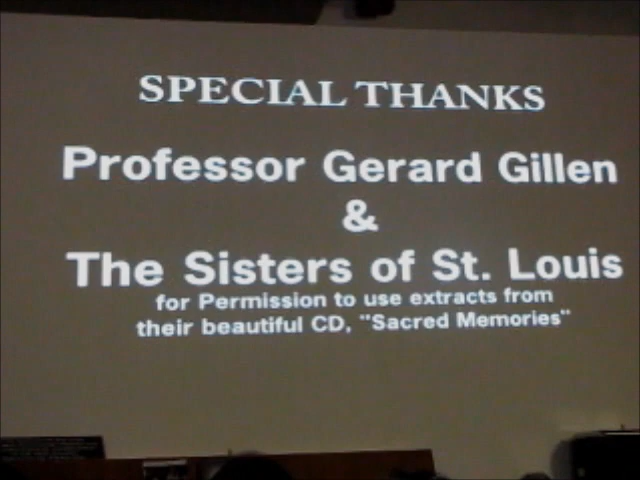 SPECIAL THANKS
Professor Gerard Gillen
&
The Sisters of St. Louis
for Permission to use extracts from
their beautiful CD, "Sacred Memories"